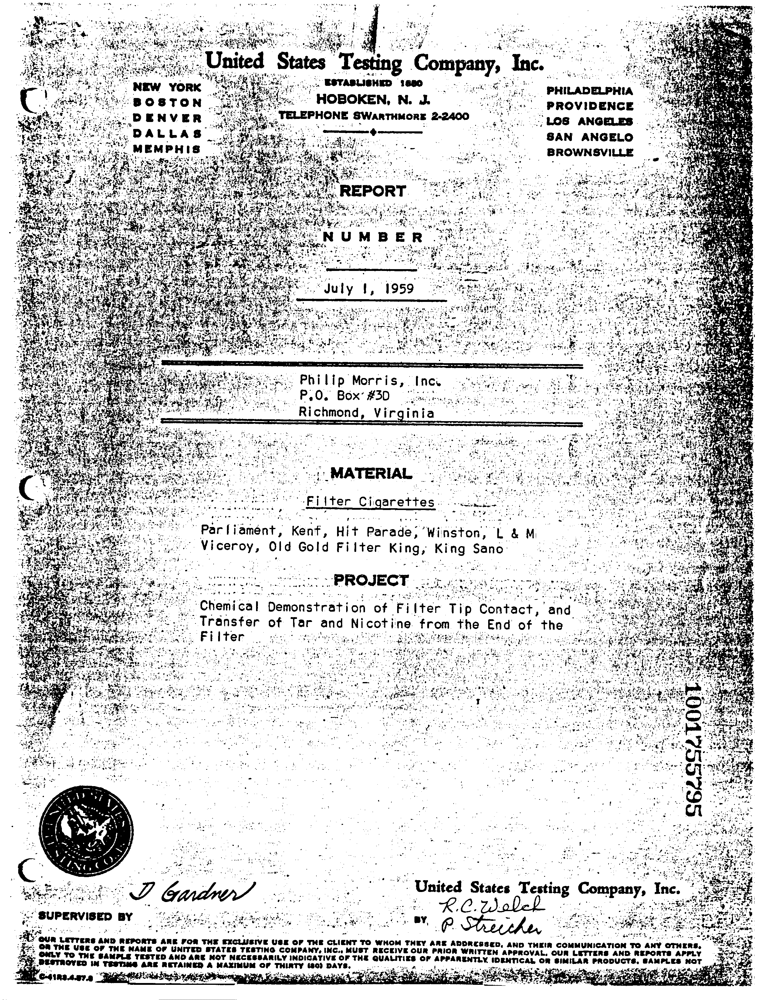 United States Testing Company, Inc.
ESTABLISHED 1880
HOBOKEN, N. J.
TELEPHONE SWARTHMORE 2-2400
NEW YORK
BOSTON
DENVER
DALLAS
MEMPHIS
PHILADELPHIA
PROVIDENCE
LOS ANGELES
SAN ANGELO
BROWNSVILLE
REPORT
NUMBER
July 1, 1959
Philip Morris, Inc.
P.O. Box #3D
Richmond, Virginia
MATERIAL
Filter Cigarettes
Parliament, Kent, Hit Parade, Winston, L & M
Viceroy, Old Gold Filter King, King Sano
PROJECT
Chemical Demonstration of Filter Tip Contact, and
Transfer of Tar and Nicotine from the End of the
Filter
1001755795
UNITED STATES TESTING CO. INC.
D Gardner
SUPERVISED BY
United States Testing Company, Inc.
R.C. Welch
BY P. Streicher
OUR LETTERS AND REPORTS ARE FOR THE EXCLUSIVE USE OF THE CLIENT TO WHOM THEY ARE ADDRESSED, AND THEIR COMMUNICATION TO ANY OTHERS,
OR THE USE OF THE NAME OF UNITED STATES TESTING COMPANY, INC., MUST RECEIVE OUR PRIOR WRITTEN APPROVAL. OUR LETTERS AND REPORTS APPLY
ONLY TO THE SAMPLE TESTED AND ARE NOT NECESSARILY INDICATIVE OF THE QUALITIES OF APPARENTLY IDENTICAL OR SIMILAR PRODUCTS. SAMPLES NOT
DESTROYED IN TESTING ARE RETAINED A MAXIMUM OF THIRTY (30) DAYS.